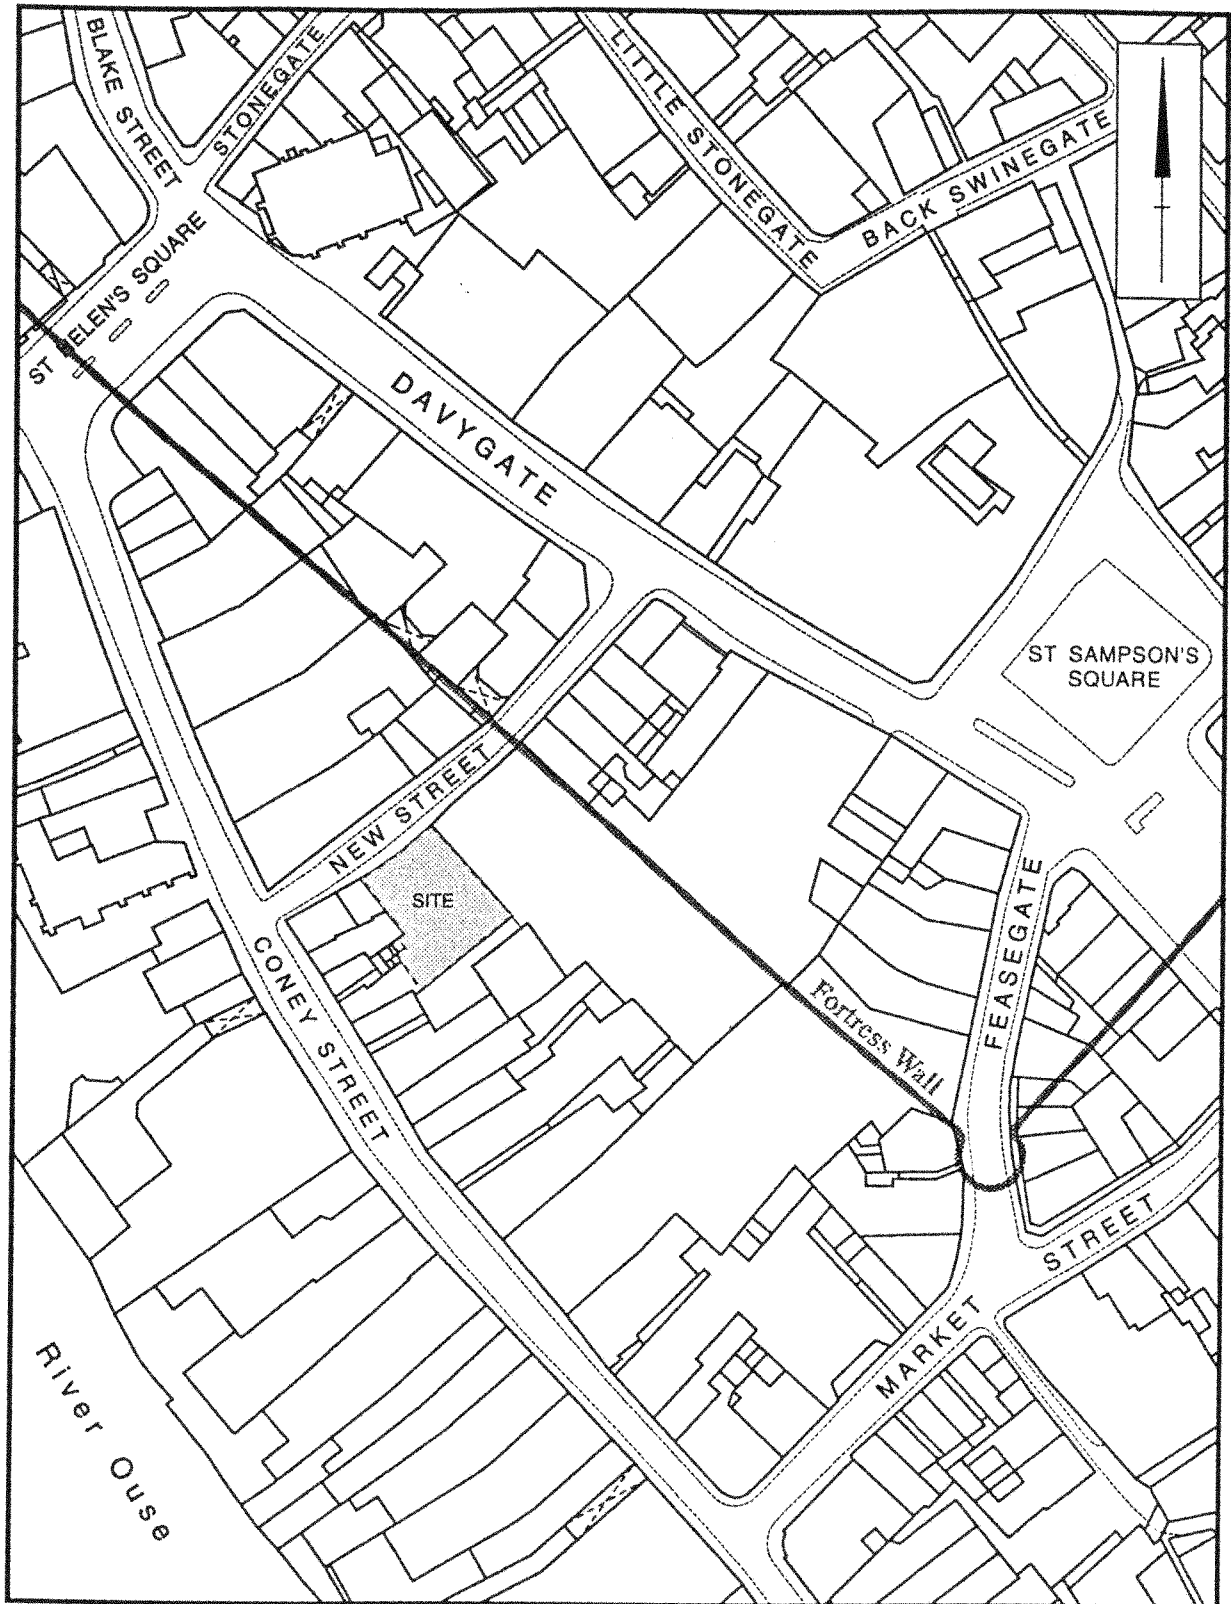 BLAKE STREET
STONEGATE
LITTLE STONEGATE
BACK SWINEGATE
ST ELEN'S SQUARE
DAVYGATE
ST SAMPSON'S
SQUARE
NEW STREET
SITE
CONEY STREET
Fortress Wall
FEASEGATE
MARKET STREET
River Ouse